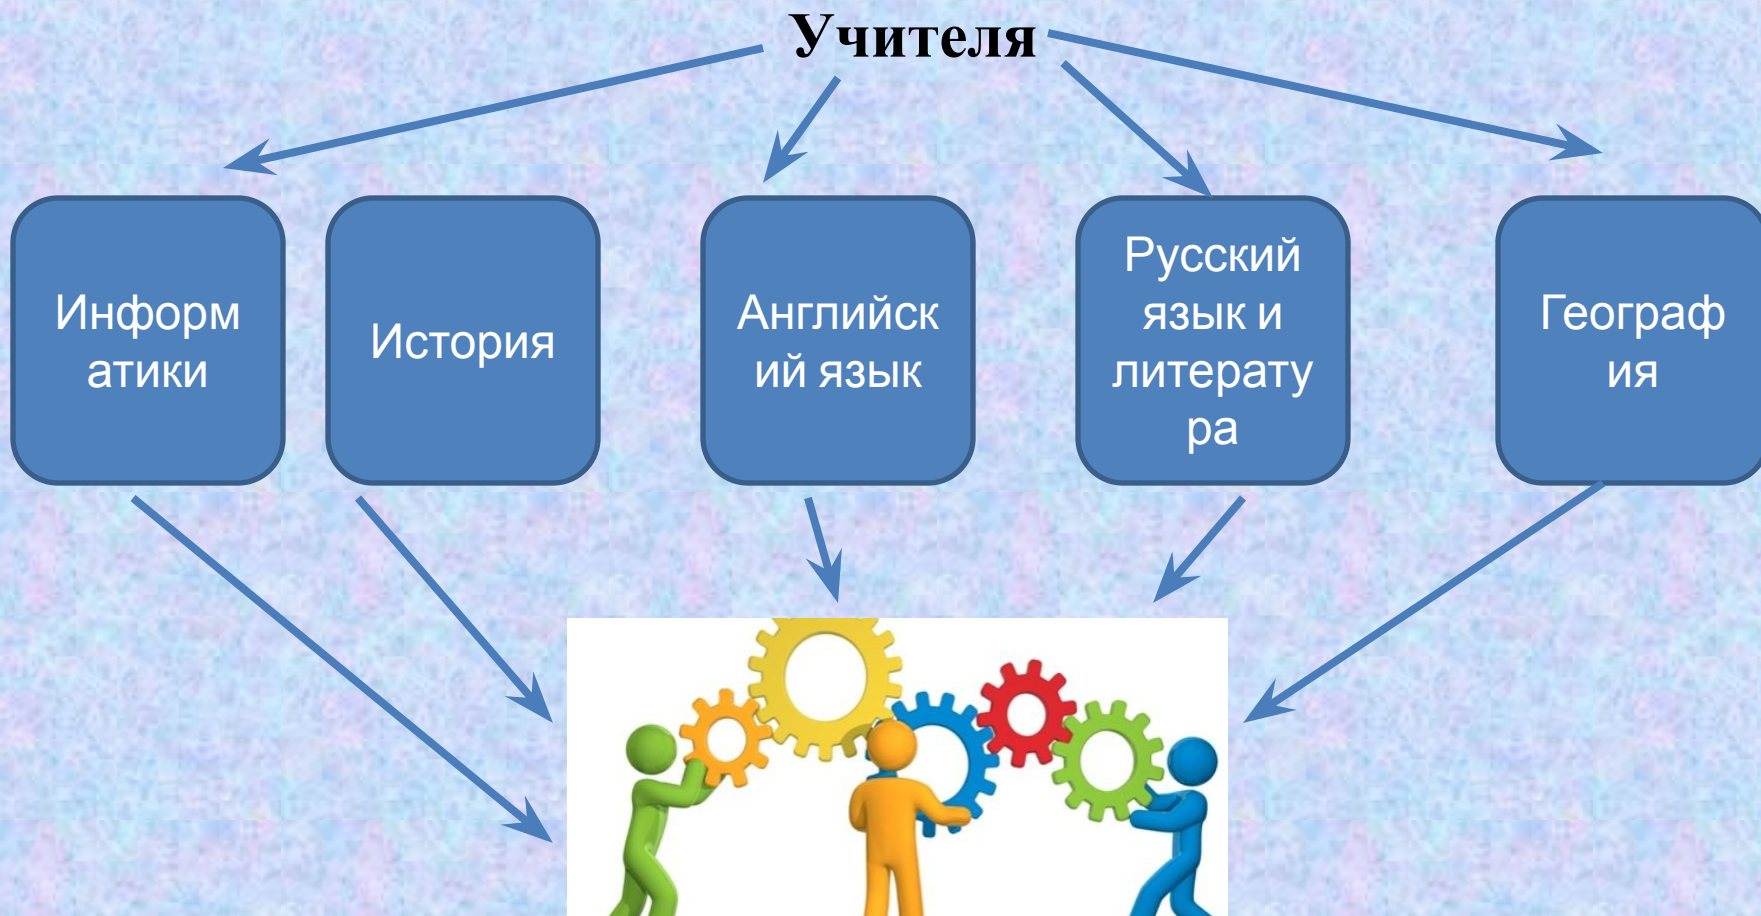 Учителя
Информ
атики
История
Английск
ий язык
Русский
язык и
литерату
ра
Географ
ия